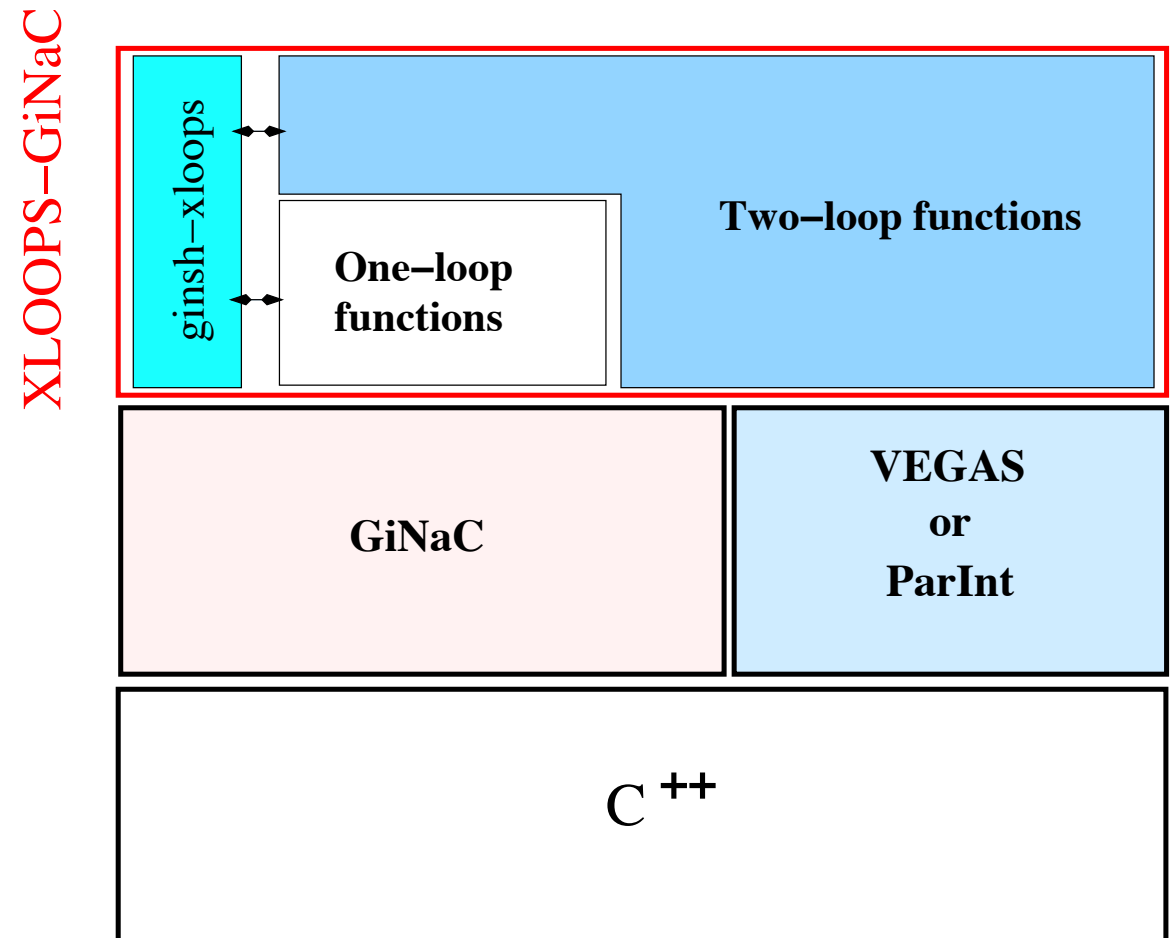 XLOOPS–GiNaC
ginsh–xloops
Two–loop functions
One–loop
functions
GiNaC
VEGAS
or
ParInt
C ++